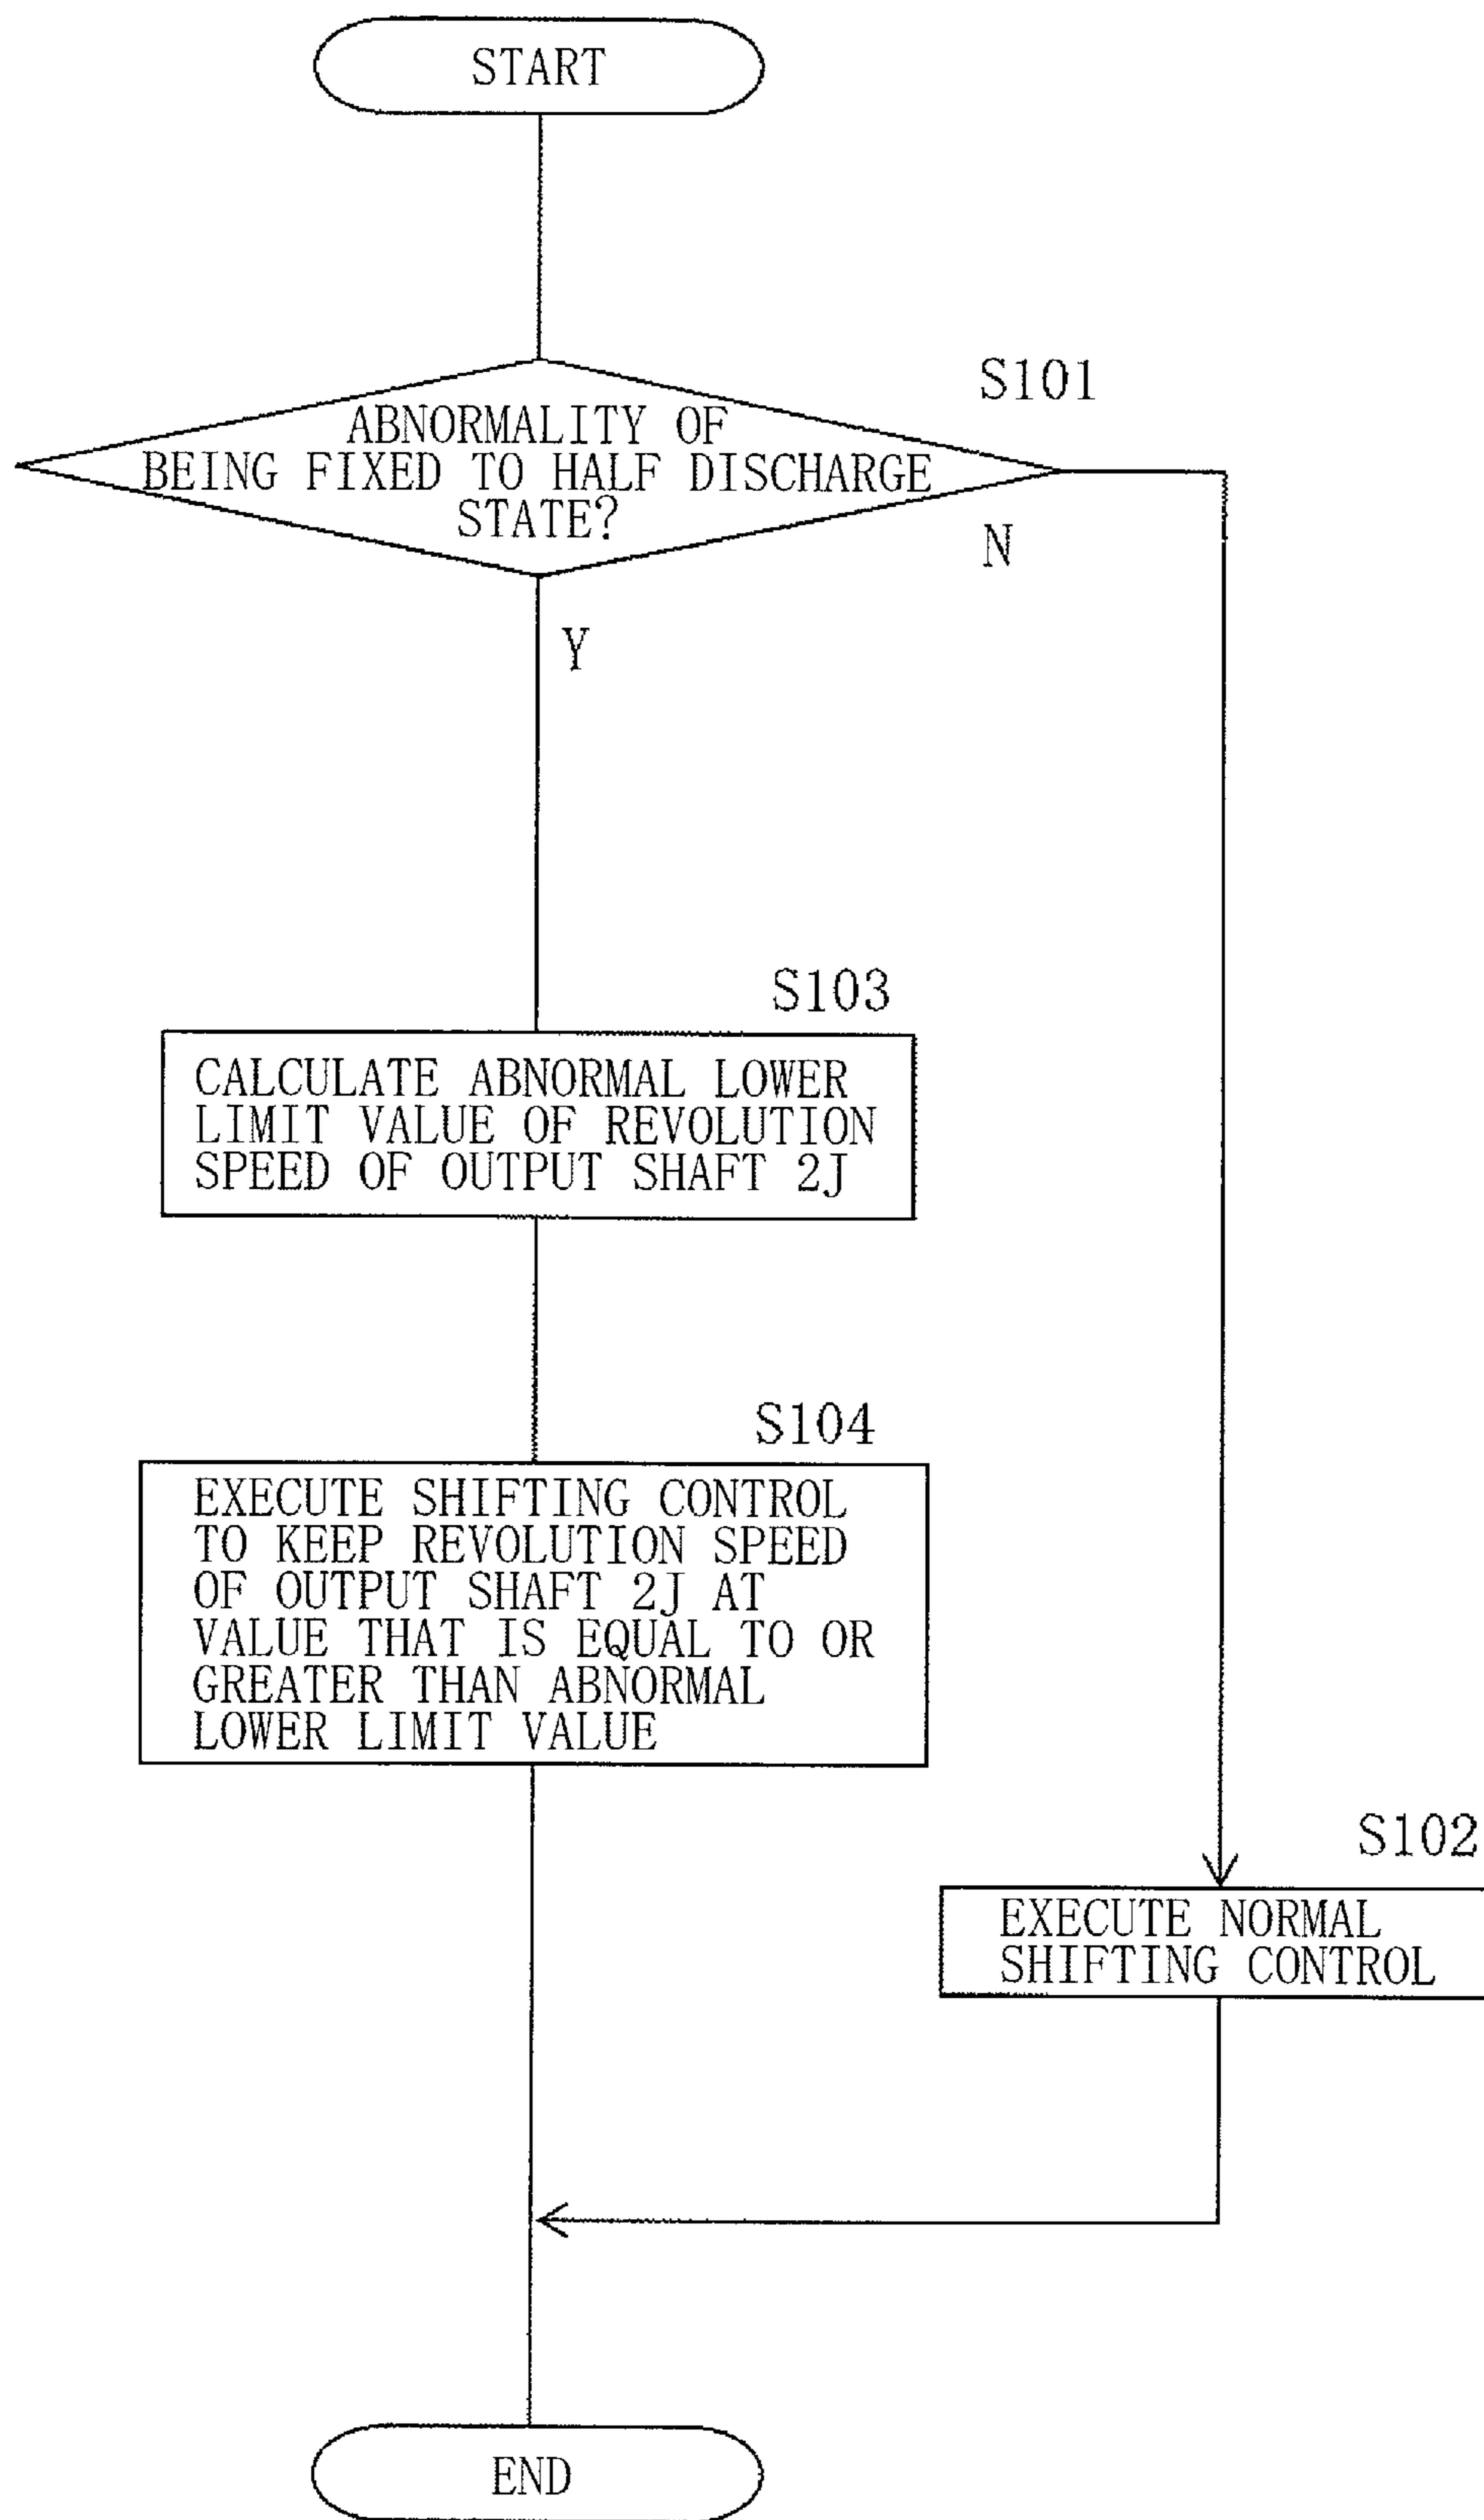 START
S101
ABNORMALITY OF
BEING FIXED TO HALF DISCHARGE
STATE?
N
Y
S103
CALCULATE ABNORMAL LOWER
LIMIT VALUE OF REVOLUTION
SPEED OF OUTPUT SHAFT 2J
S104
EXECUTE SHIFTING CONTROL
TO KEEP REVOLUTION SPEED
OF OUTPUT SHAFT 2J AT
VALUE THAT IS EQUAL TO OR
GREATER THAN ABNORMAL
LOWER LIMIT VALUE
S102
EXECUTE NORMAL
SHIFTING CONTROL
END